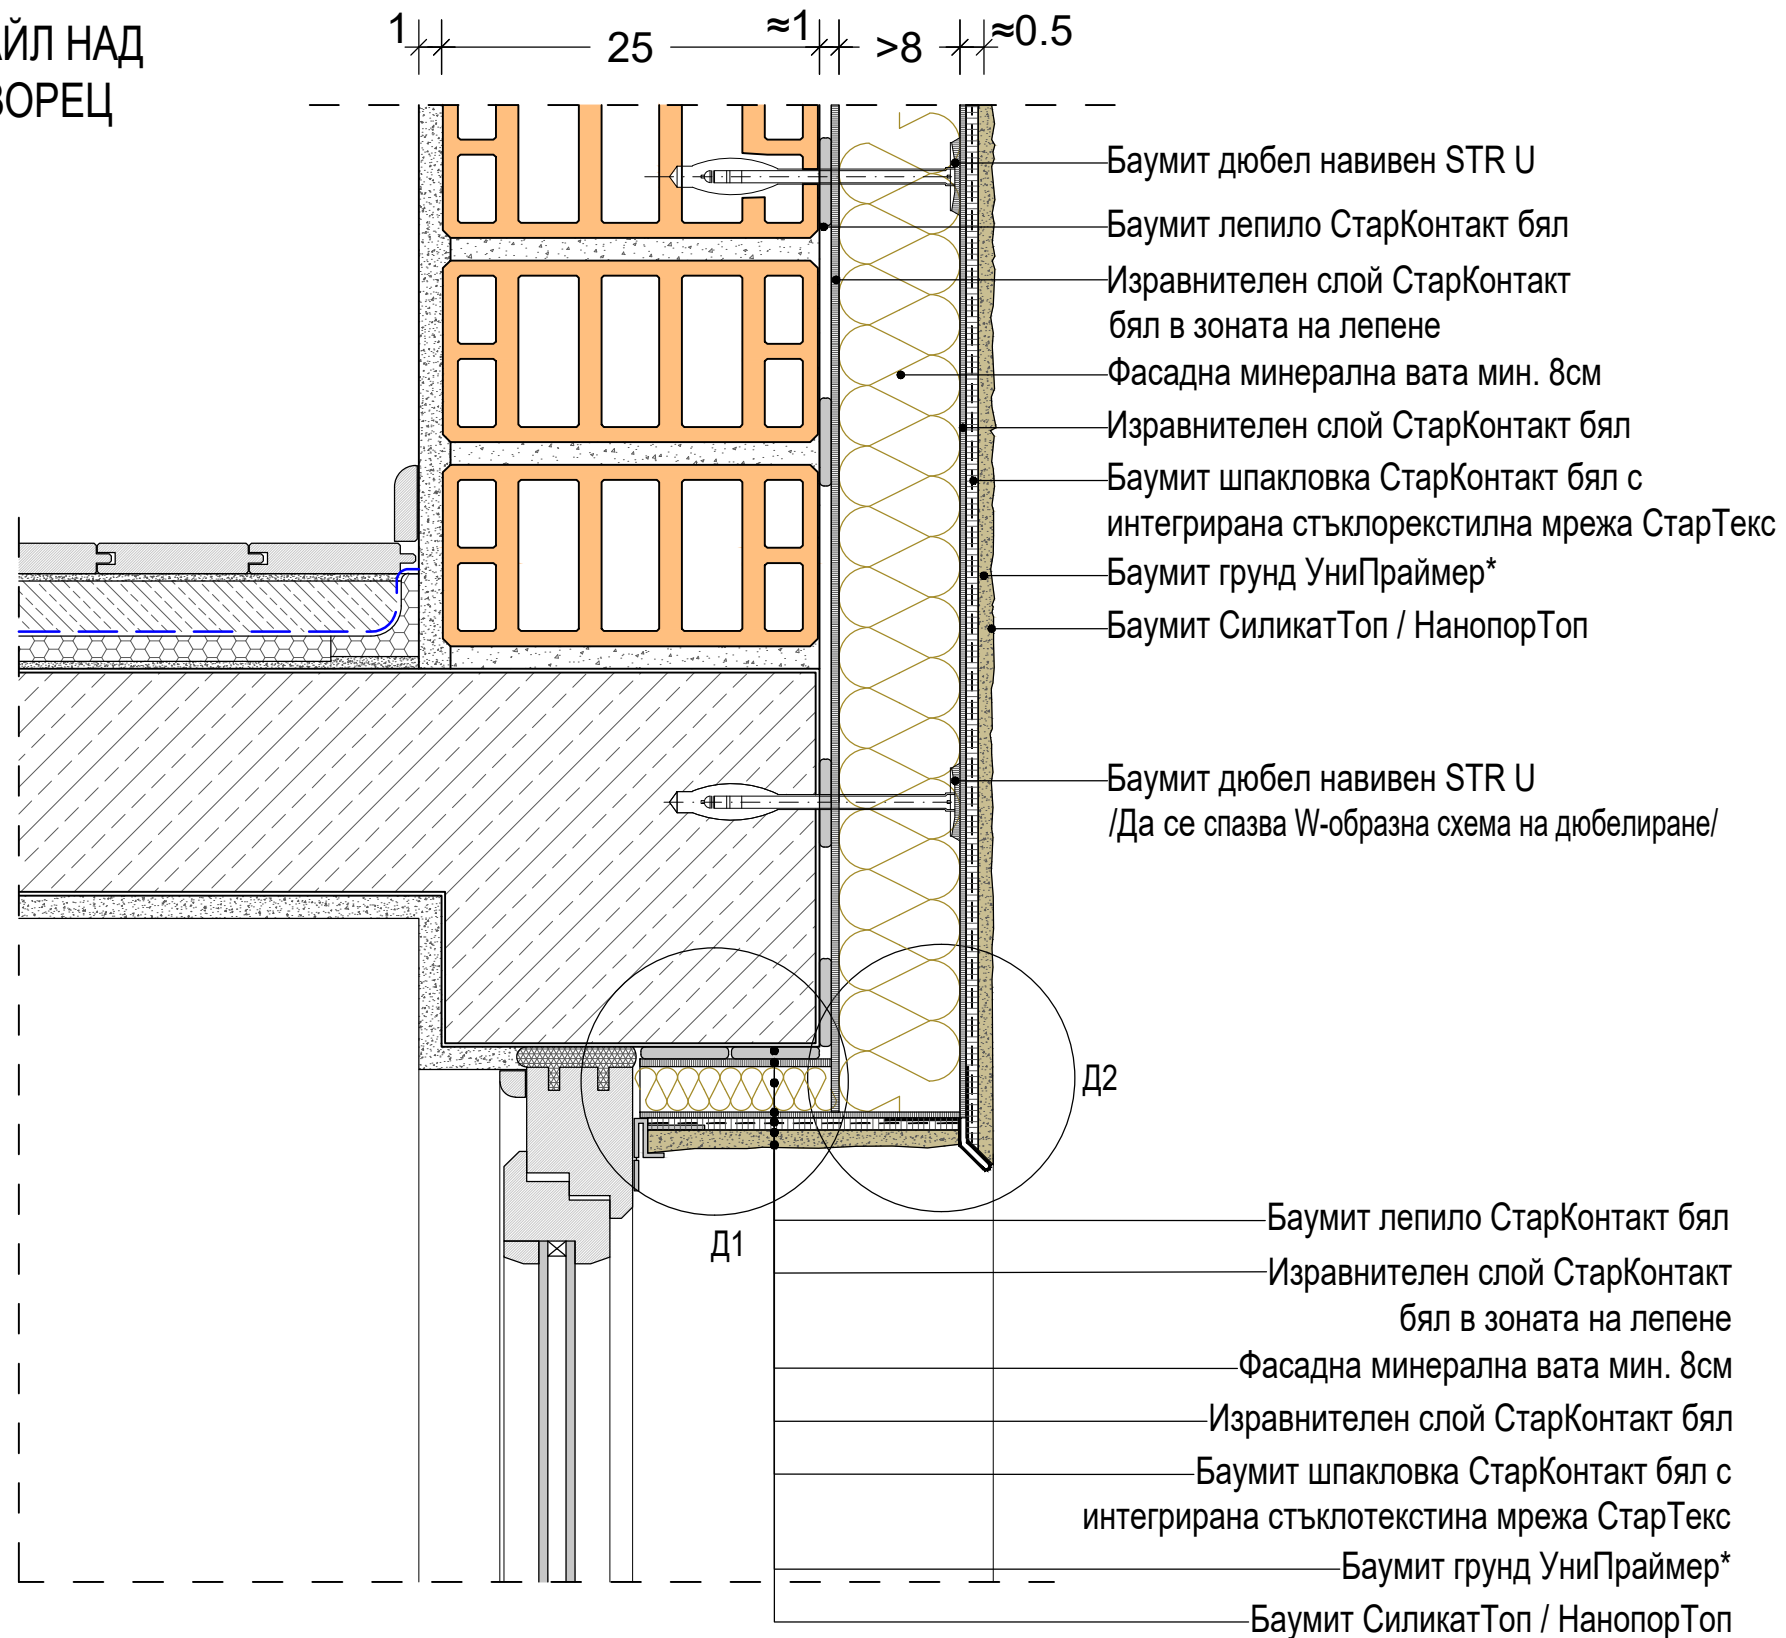 АЙЛ НАД
ВОРЕЦ
1
25
≈1
>8
≈0.5
Баумит дюбел навивен STR U
Баумит лепило СтарКонтакт бял
Изравнителен слой СтарКонтакт
бял в зоната на лепене
Фасадна минерална вата мин. 8см
Изравнителен слой СтарКонтакт бял
Баумит шпакловка СтарКонтакт бял с
интегрирана стъклорекстилна мрежа СтарТекс
Баумит грунд УниПраймер*
Баумит СиликатТоп / НанопорТоп
Баумит дюбел навивен STR U
/Да се спазва W-образна схема на дюбелиране/
Д2
Д1
Баумит лепило СтарКонтакт бял
Изравнителен слой СтарКонтакт
бял в зоната на лепене
Фасадна минерална вата мин. 8см
Изравнителен слой СтарКонтакт бял
Баумит шпакловка СтарКонтакт бял с
интегрирана стъклотекстина мрежа СтарТекс
Баумит грунд УниПраймер*
Баумит СиликатТоп / НанопорТоп